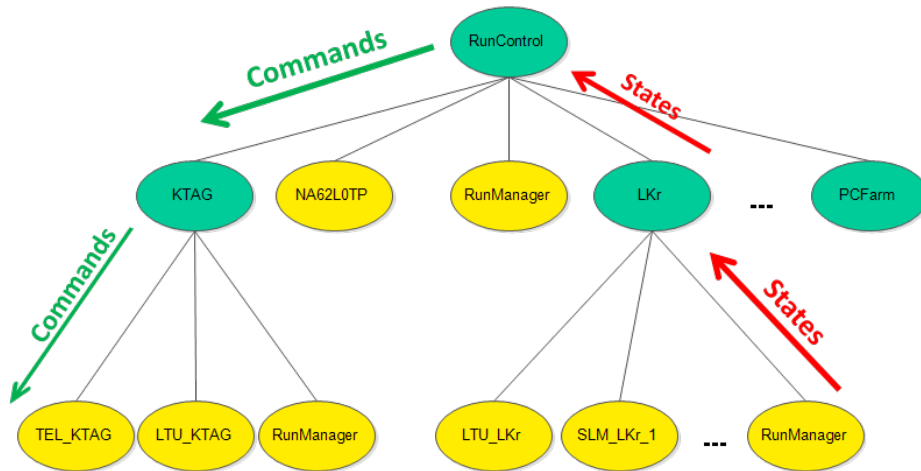 RunControl
Commands
States
KTAG
NA62L0TP
RunManager
LKr
...
PCFarm
Commands
States
TEL_KTAG
LTU_KTAG
RunManager
LTU_LKr
SLM_LKr_1
...
RunManager